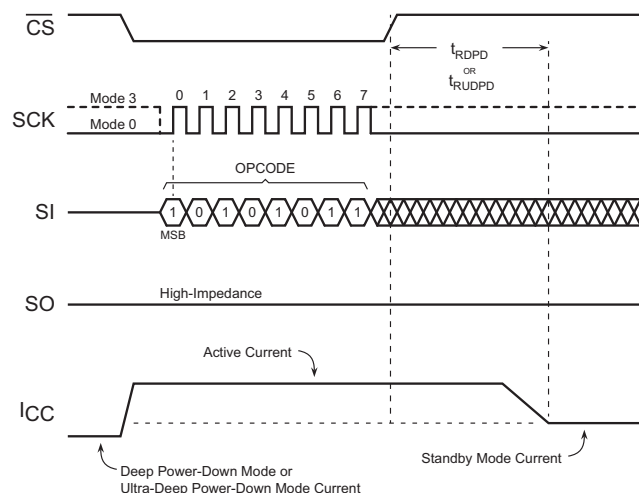 CS
tRDPD
OR
tRUDPD
Mode 3
0 1 2 3 4 5 6 7
SCK
Mode 0
OPCODE
SI
1 0 1 0 1 0 1 1
MSB
SO
High-Impedance
Active Current
ICC
Standby Mode Current
Deep Power-Down Mode or
Ultra-Deep Power-Down Mode Current